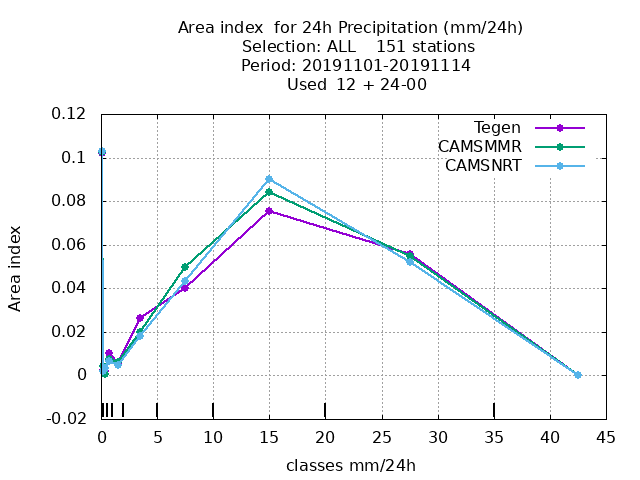 Area index  for 24h Precipitation (mm/24h)
Selection: ALL    151 stations
Period: 20191101-20191114
Used  12 + 24-00
0.12
0.1
0.08
0.06
0.04
0.02
0
-0.02
Area index
Tegen
CAMSMMR
CAMSNRT
0 5 10 15 20 25 30 35 40 45
classes mm/24h